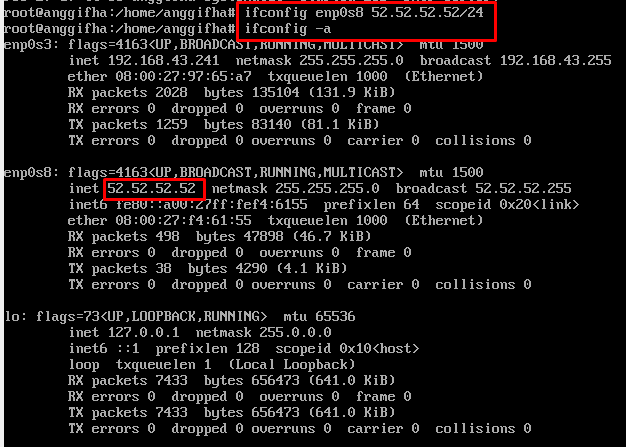 root@anggifha:/home/anggifha# ifconfig enp0s8 52.52.52.52/24
root@anggifha:/home/anggifha# ifconfig -a
enp0s3: flags=4163<UP,BROADCAST,RUNNING,MULTICAST>  mtu 1500
        inet 192.168.43.241  netmask 255.255.255.0  broadcast 192.168.43.255
        ether 08:00:27:97:65:a7  txqueuelen 1000  (Ethernet)
        RX packets 2028  bytes 135104 (131.9 KiB)
        RX errors 0  dropped 0  overruns 0  frame 0
        TX packets 1259  bytes 83140 (81.1 KiB)
        TX errors 0  dropped 0 overruns 0  carrier 0  collisions 0
enp0s8: flags=4163<UP,BROADCAST,RUNNING,MULTICAST>  mtu 1500
        inet 52.52.52.52  netmask 255.255.255.0  broadcast 52.52.52.255
        inet6 fe80::a00:27ff:fef4:6155  prefixlen 64  scopeid 0x20<link>
        ether 08:00:27:f4:61:55  txqueuelen 1000  (Ethernet)
        RX packets 498  bytes 47898 (46.7 KiB)
        RX errors 0  dropped 0  overruns 0  frame 0
        TX packets 38  bytes 4290 (4.1 KiB)
        TX errors 0  dropped 0 overruns 0  carrier 0  collisions 0
lo: flags=73<UP,LOOPBACK,RUNNING>  mtu 65536
        inet 127.0.0.1  netmask 255.0.0.0
        inet6 ::1  prefixlen 128  scopeid 0x10<host>
        loop  txqueuelen 1  (Local Loopback)
        RX packets 7433  bytes 656473 (641.0 KiB)
        RX errors 0  dropped 0  overruns 0  frame 0
        TX packets 7433  bytes 656473 (641.0 KiB)
        TX errors 0  dropped 0 overruns 0  carrier 0  collisions 0